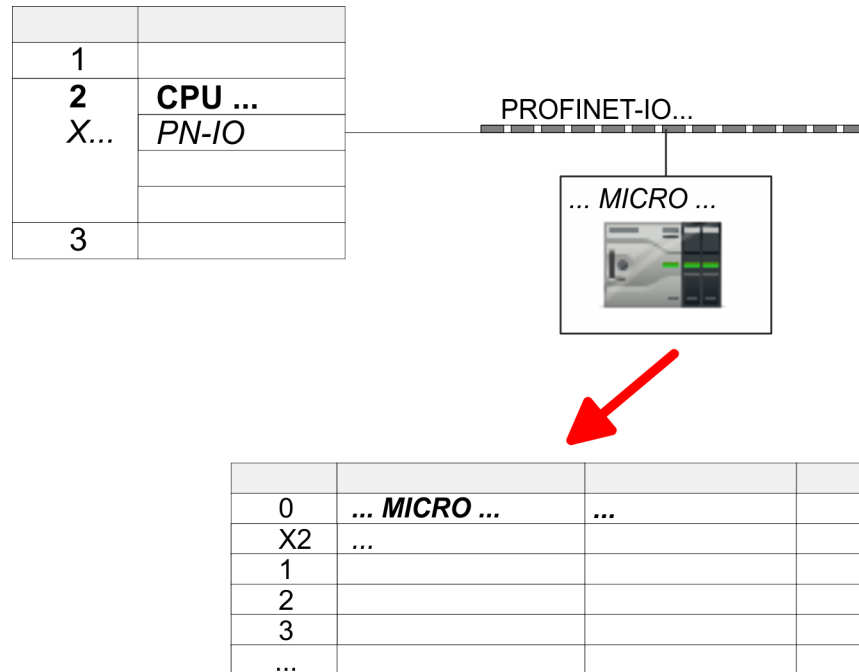 1
2 CPU ...
X... PN-IO
3
PROFINET-IO...
... MICRO ...
0 ... MICRO ... ...
X2 ...
1
2
3
...